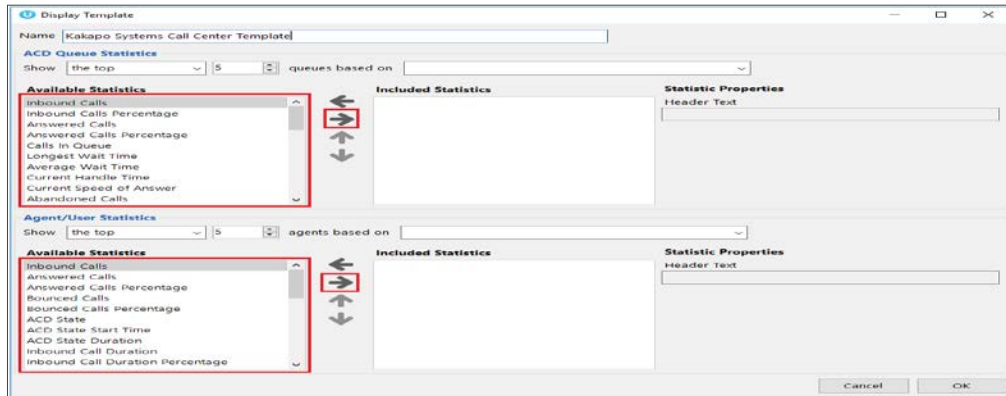 Display Template
Name Kakapo Systems Call Center Template
ACD Queue Statistics
Show the top 5 queues based on
Available Statistics Included Statistics Statistic Properties
Inbound Calls Header Text
Inbound Calls Percentage
Answered Calls
Answered Calls Percentage
Calls In Queue
Longest Wait Time
Average Wait Time
Current Handle Time
Current Speed of Answer
Abandoned Calls
Agent/User Statistics
Show the top 5 agents based on
Available Statistics Included Statistics Statistic Properties
Inbound Calls Header Text
Answered Calls
Answered Calls Percentage
Bounced Calls
Bounced Calls Percentage
ACD State
ACD State Start Time
ACD State Duration
Inbound Call Duration
Inbound Call Duration Percentage
Cancel OK